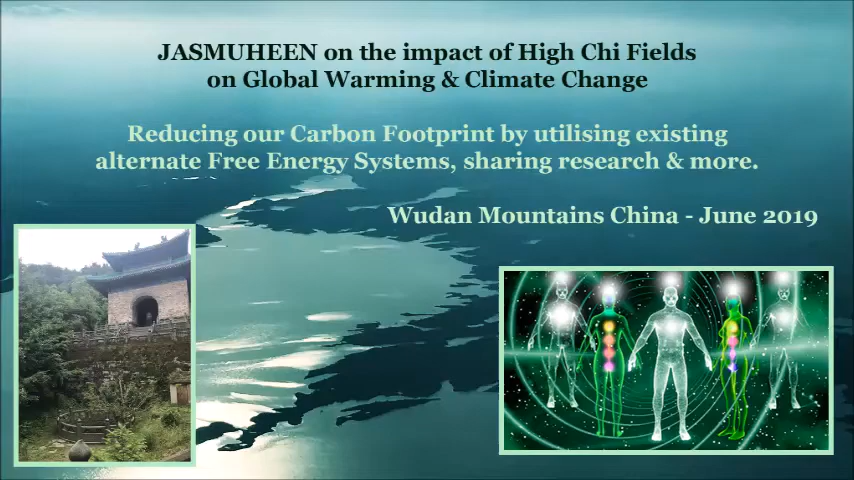 JASMUHEEN on the impact of High Chi Fields
on Global Warming & Climate Change
Reducing our Carbon Footprint by utilising existing
alternate Free Energy Systems, sharing research & more.
Wudan Mountains China - June 2019